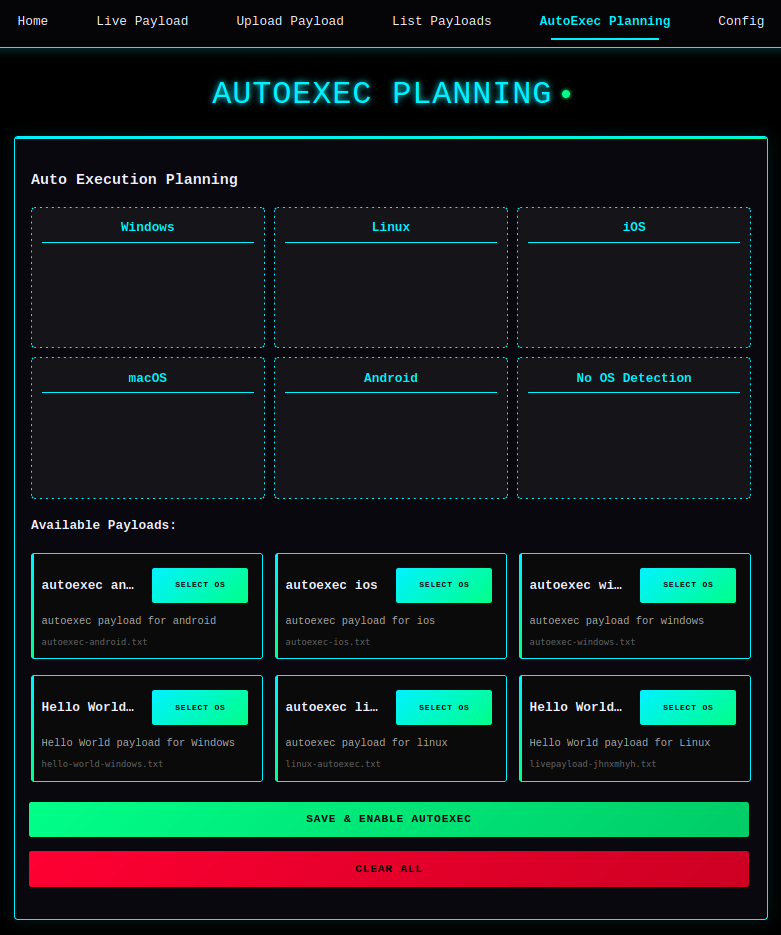 Home Live Payload Upload Payload List Payloads AutoExec Planning Config
AUTOEXEC PLANNING
Auto Execution Planning
Windows Linux iOS
macOS Android No OS Detection
Available Payloads:
autoexec an… SELECT OS autoexec ios SELECT OS autoexec wi… SELECT OS
autoexec payload for android autoexec payload for ios autoexec payload for windows
autoexec-android.txt autoexec-ios.txt autoexec-windows.txt
Hello World… SELECT OS autoexec li… SELECT OS Hello World… SELECT OS
Hello World payload for Windows autoexec payload for linux Hello World payload for Linux
hello-world-windows.txt linux-autoexec.txt livepayload-jhnxmhyh.txt
SAVE & ENABLE AUTOEXEC
CLEAR ALL